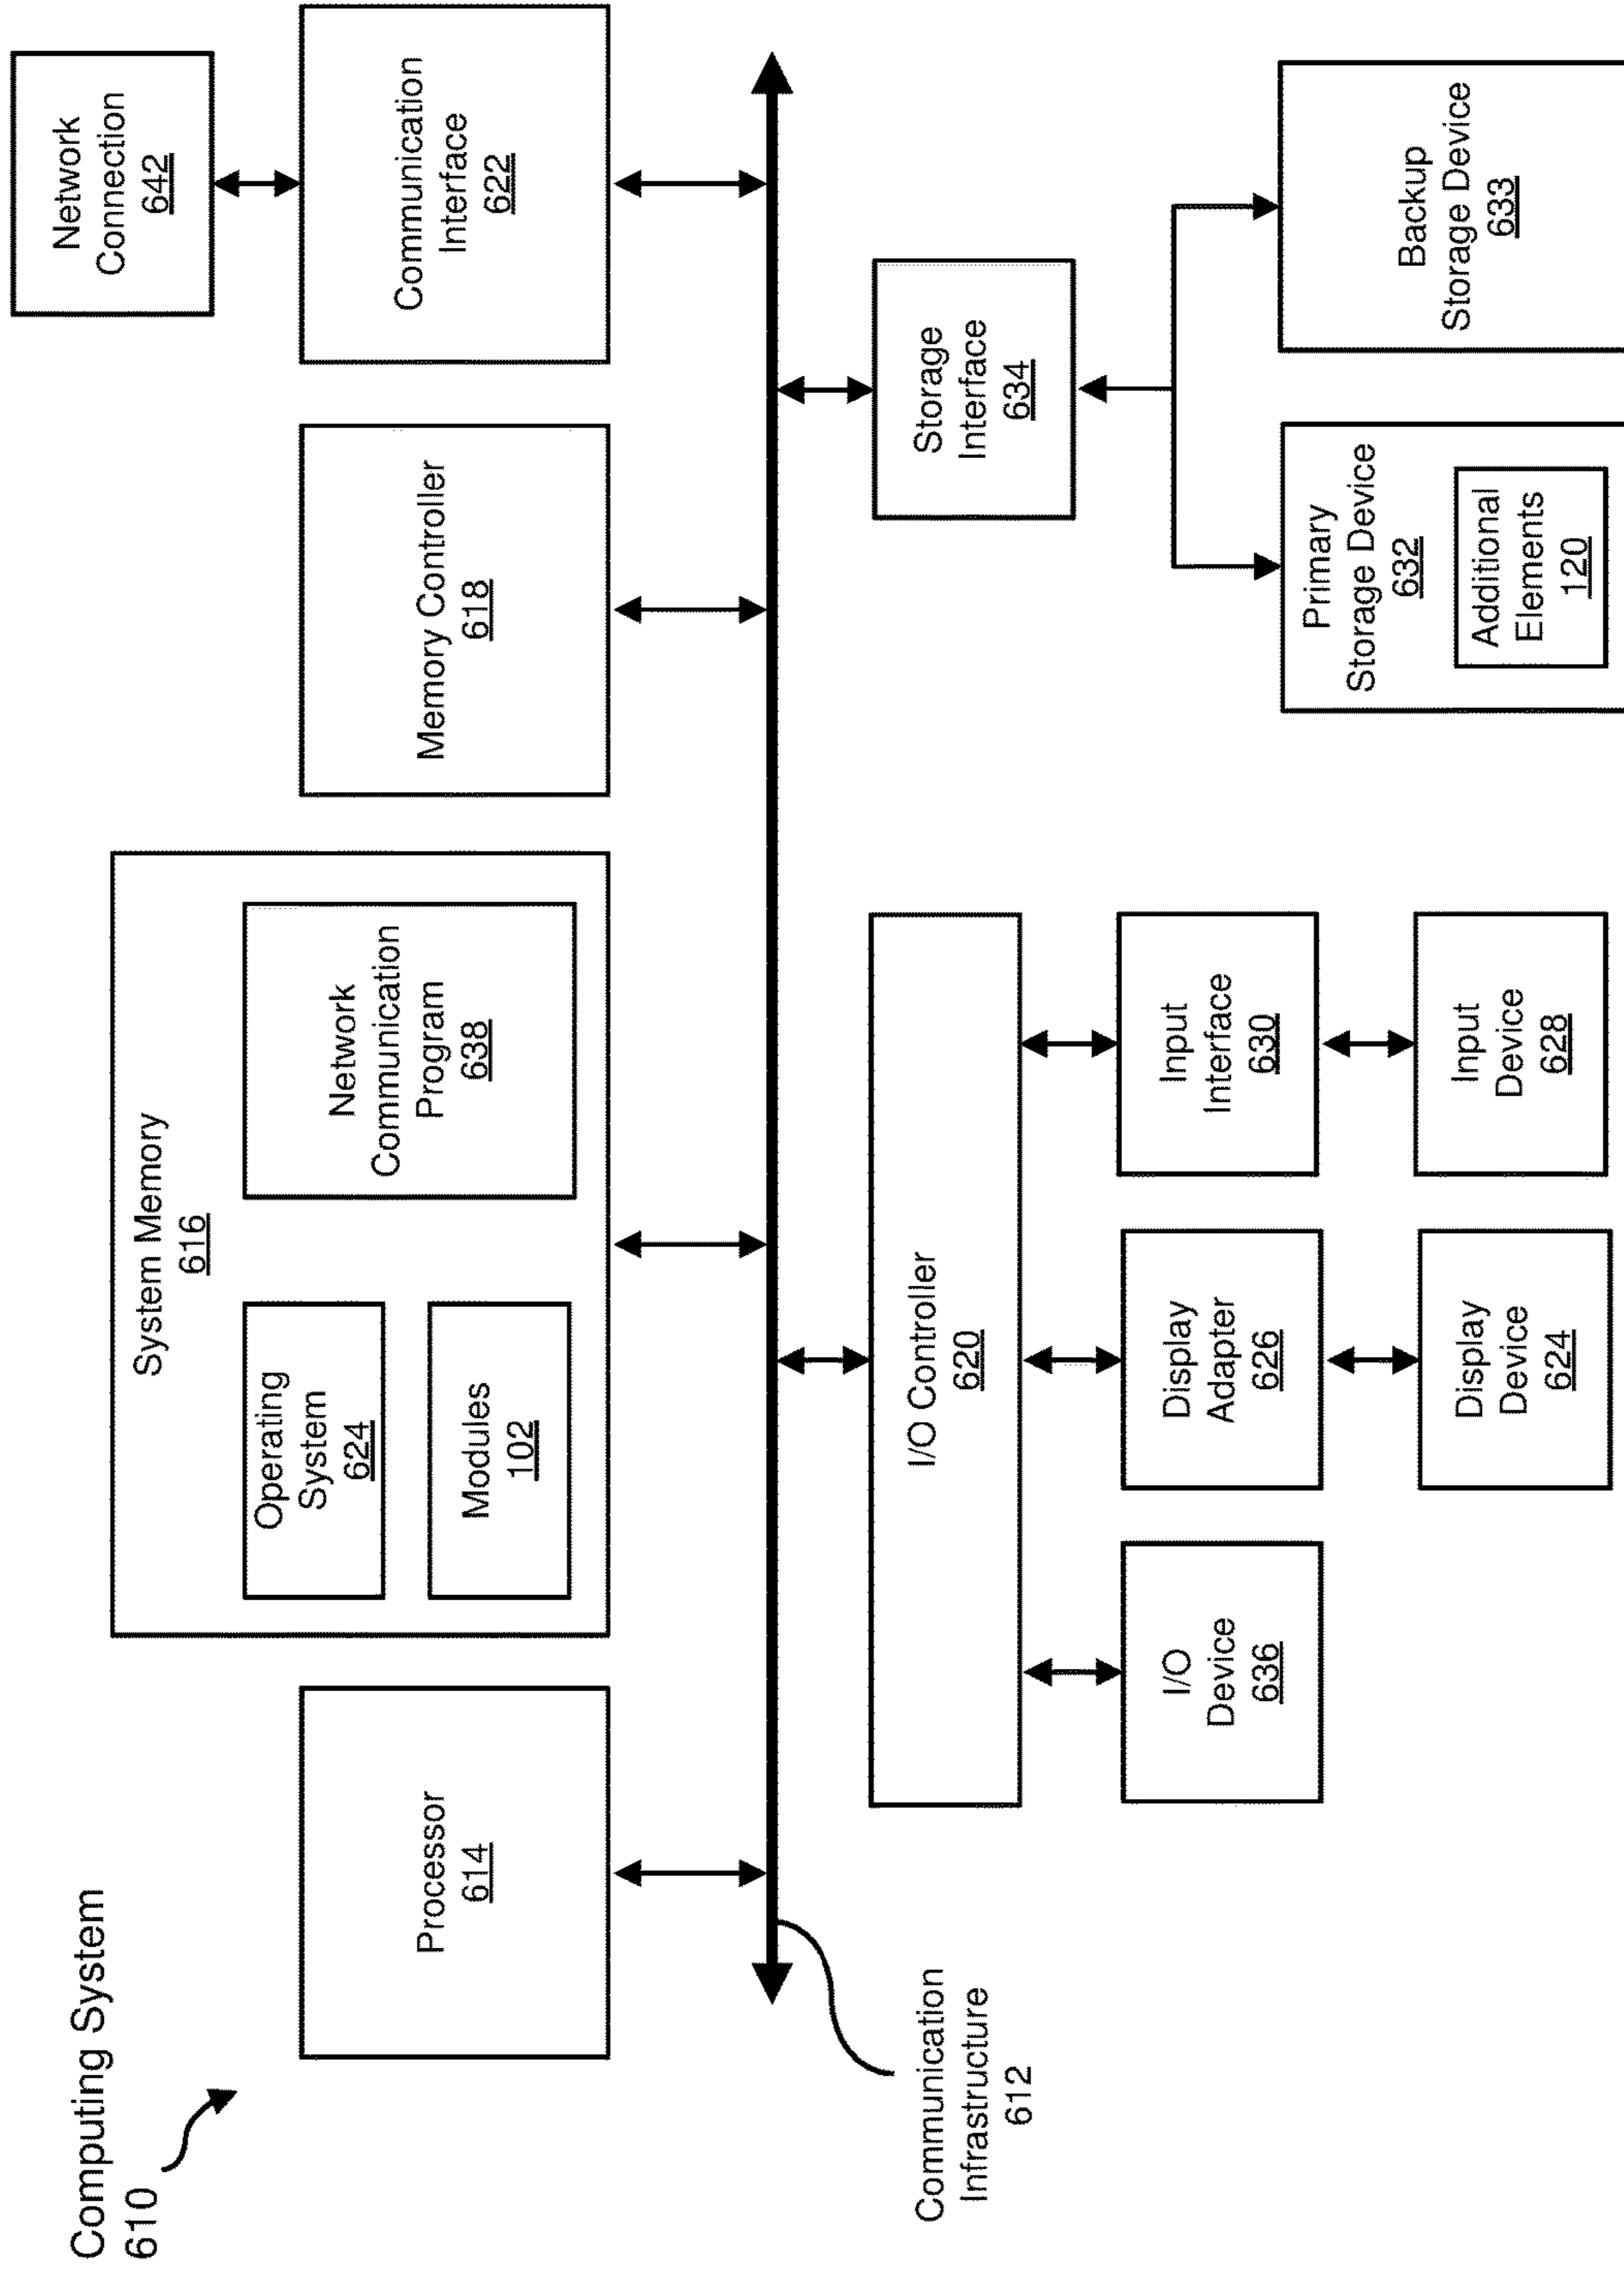 Computing System
610
Processor
614
System Memory
616
Operating
System
624
Modules
102
Network
Communication
Program
638
Memory Controller
618
Network
Connection
642
Communication
Interface
622
Communication
Infrastructure
612
I/O Controller
620
I/O
Device
636
Display
Adapter
626
Display
Device
624
Input
Interface
630
Input
Device
628
Storage
Interface
634
Primary
Storage Device
632
Additional
Elements
120
Backup
Storage Device
633